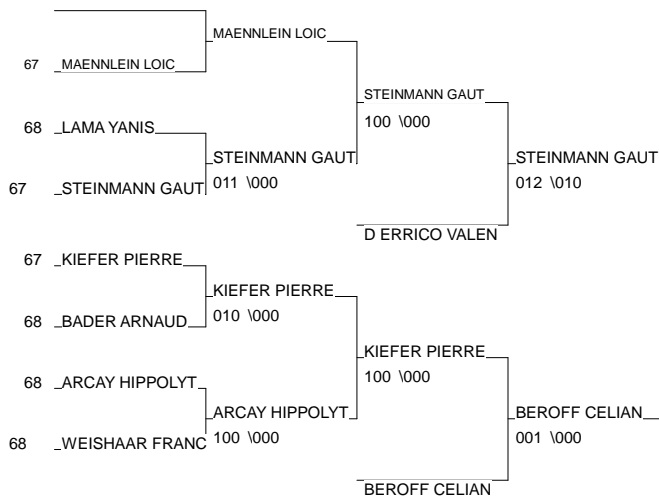 MAENNLEIN LOIC
67 MAENNLEIN LOIC
STEINMANN GAUT
100 \000
68 LAMA YANIS
STEINMANN GAUT
011 \000
STEINMANN GAUT
012 \010
67 STEINMANN GAUT
D ERRICO VALEN
67 KIEFER PIERRE
KIEFER PIERRE
010 \000
68 BADER ARNAUD
KIEFER PIERRE
100 \000
68 ARCAY HIPPOLYT
ARCAY HIPPOLYT
100 \000
BEROFF CELIAN
001 \000
68 WEISHAAR FRANC
BEROFF CELIAN